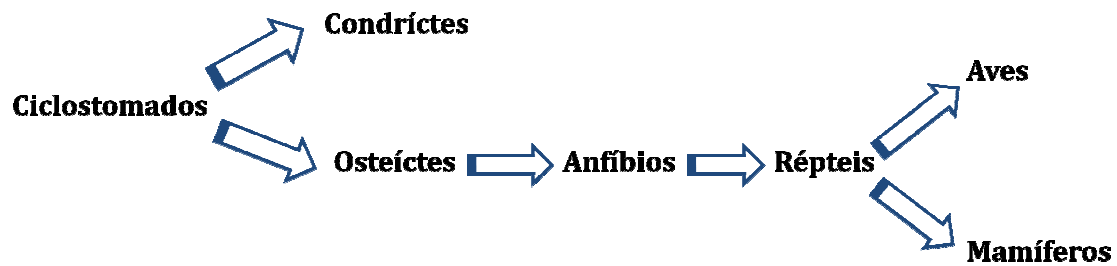 Condríctes
Aves
Ciclostomados
Osteíctes
Anfíbios
Répteis
Mamíferos